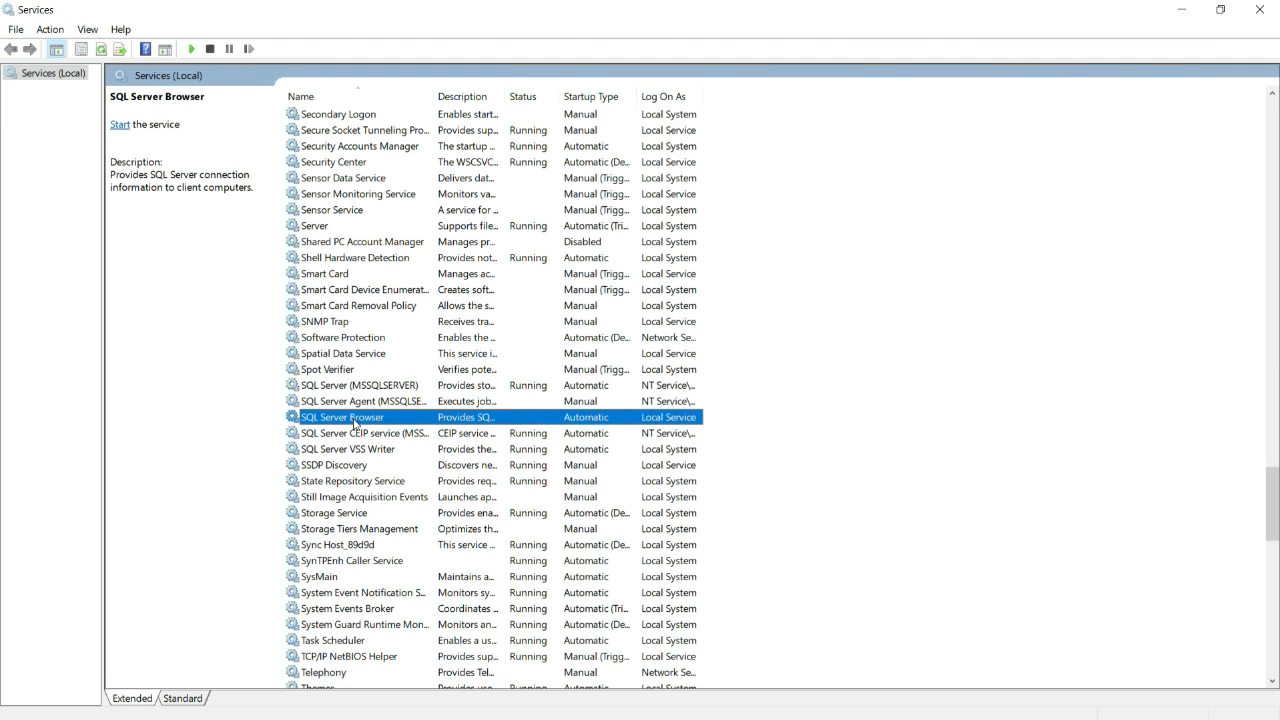 Services
File Action View Help
Services (Local)
Services (Local)
SQL Server Browser
Start the service
Description:
Provides SQL Server connection
information to client computers.
Name Description Status Startup Type Log On As
Secondary Logon Enables start... Manual Local System
Secure Socket Tunneling Pro... Provides sup... Running Manual Local Service
Security Accounts Manager The startup ... Running Automatic Local System
Security Center The WSCSVC... Running Automatic (De... Local Service
Sensor Data Service Delivers dat... Manual (Trigg... Local System
Sensor Monitoring Service Monitors va... Manual (Trigg... Local Service
Sensor Service A service for ... Manual (Trigg... Local System
Server Supports file... Running Automatic (Tri... Local System
Shared PC Account Manager Manages pr... Disabled Local System
Shell Hardware Detection Provides not... Running Automatic Local System
Smart Card Manages ac... Manual (Trigg... Local Service
Smart Card Device Enumerat... Creates soft... Manual (Trigg... Local System
Smart Card Removal Policy Allows the s... Manual Local System
SNMP Trap Receives tra... Manual Local Service
Software Protection Enables the ... Automatic (De... Network Se...
Spatial Data Service This service i... Manual Local Service
Spot Verifier Verifies pote... Manual (Trigg... Local System
SQL Server (MSSQLSERVER) Provides sto... Running Automatic NT Service\...
SQL Server Agent (MSSQLSE... Executes job... Manual NT Service\...
SQL Server Browser Provides SQ... Automatic Local Service
SQL Server CEIP service (MSS... CEIP service ... Running Automatic NT Service\...
SQL Server VSS Writer Provides the... Running Automatic Local System
SSDP Discovery Discovers ne... Running Manual Local Service
State Repository Service Provides req... Running Manual Local System
Still Image Acquisition Events Launches ap... Manual Local System
Storage Service Provides ena... Running Automatic (De... Local System
Storage Tiers Management Optimizes th... Manual Local System
Sync Host_89d9d This service ... Running Automatic (De... Local System
SynTPEnh Caller Service Running Automatic Local System
SysMain Maintains a... Running Automatic Local System
System Event Notification S... Monitors sy... Running Automatic Local System
System Events Broker Coordinates ... Running Automatic (Tri... Local System
System Guard Runtime Mon... Monitors an... Running Automatic (De... Local System
Task Scheduler Enables a us... Running Automatic Local System
TCP/IP NetBIOS Helper Provides sup... Running Manual (Trigg... Local Service
Telephony Provides Tel... Manual Network Se...
Themes Provides use... Running Automatic Local System
Extended Standard